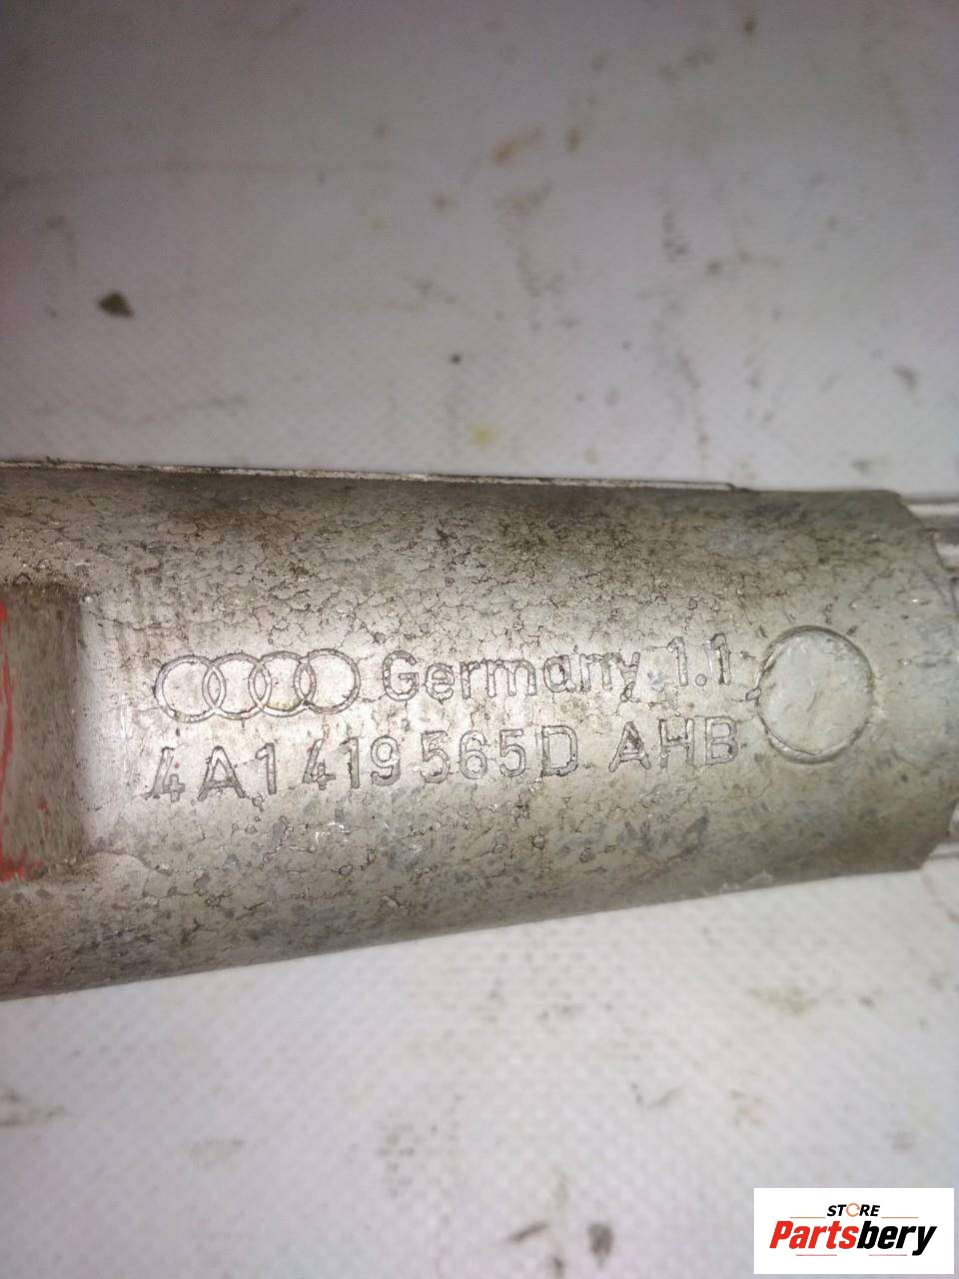 Germany 1.1
4A1 419 565D AHB
STORE
Partsbery